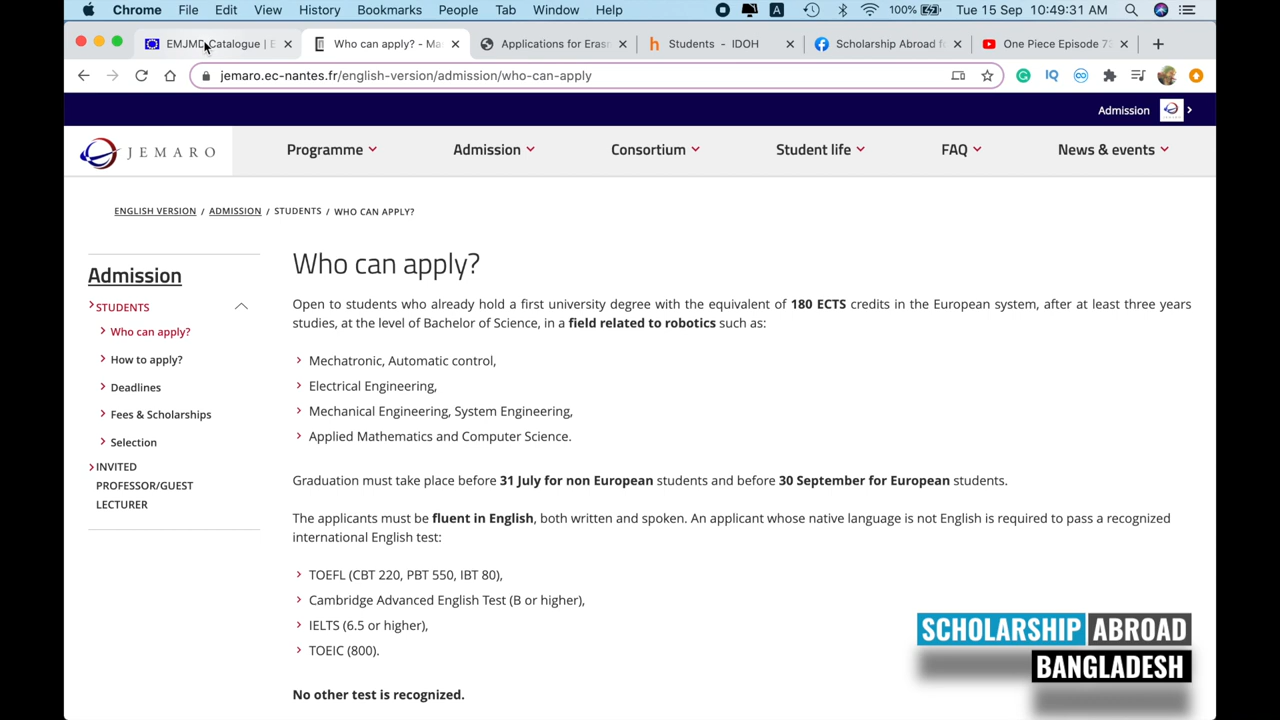 Chrome File Edit View History Bookmarks People Tab Window Help 100% Tue 15 Sep 10:49:31 AM
EMJMD Catalogue | E Who can apply? - Ma Applications for Erasm Students - IDOH Scholarship Abroad f One Piece Episode 73
jemaro.ec-nantes.fr/english-version/admission/who-can-apply
Admission
JEMARO Programme Admission Consortium Student life FAQ News & events
ENGLISH VERSION / ADMISSION / STUDENTS / WHO CAN APPLY?
Admission
STUDENTS
Who can apply?
How to apply?
Deadlines
Fees & Scholarships
Selection
INVITED
PROFESSOR/GUEST
LECTURER
Who can apply?
Open to students who already hold a first university degree with the equivalent of 180 ECTS credits in the European system, after at least three years
studies, at the level of Bachelor of Science, in a field related to robotics such as:
Mechatronic, Automatic control,
Electrical Engineering,
Mechanical Engineering, System Engineering,
Applied Mathematics and Computer Science.
Graduation must take place before 31 July for non European students and before 30 September for European students.
The applicants must be fluent in English, both written and spoken. An applicant whose native language is not English is required to pass a recognized
international English test:
TOEFL (CBT 220, PBT 550, IBT 80),
Cambridge Advanced English Test (B or higher),
IELTS (6.5 or higher),
TOEIC (800).
No other test is recognized.
SCHOLARSHIP ABROAD
BANGLADESH